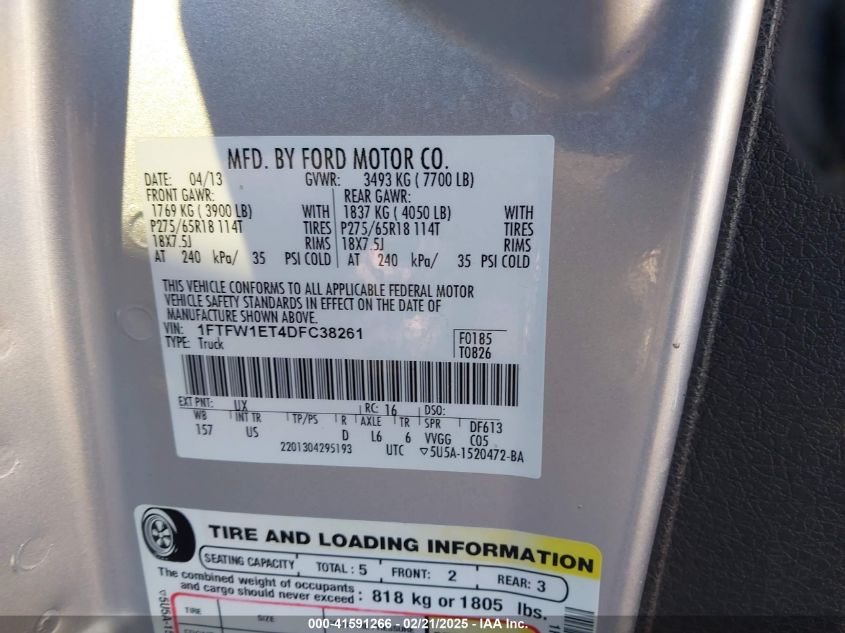 MFD. BY FORD MOTOR CO.
DATE: 04/13 GVWR: 3493 KG ( 7700 LB)
FRONT GAWR: REAR GAWR:
1769 KG ( 3900 LB) WITH 1837 KG ( 4050 LB) WITH
P275/65R18 114T TIRES P275/65R18 114T TIRES
18X7.5J RIMS 18X7.5J RIMS
AT 240 kPa/ 35 PSI COLD AT 240 kPa/ 35 PSI COLD
THIS VEHICLE CONFORMS TO ALL APPLICABLE FEDERAL MOTOR
VEHICLE SAFETY STANDARDS IN EFFECT ON THE DATE OF
MANUFACTURE SHOWN ABOVE.
VIN: 1FTFW1ET4DFC38261 F0185
TYPE: Truck T0826
EXT PNT: UX RC: 16 DSO:
WB INT TR TP/PS R AXLE TR SPR DF613
157 US D L6 6 VVGG C05
2201304295193 UTC ▽5U5A-1520472-BA
TIRE AND LOADING INFORMATION
SEATING CAPACITY TOTAL : 5 FRONT: 2 REAR: 3
The combined weight of occupants
and cargo should never exceed : 818 kg or 1805 lbs.
TIRE SIZE
000-41591266 - 02/21/2025 - IAA Inc.